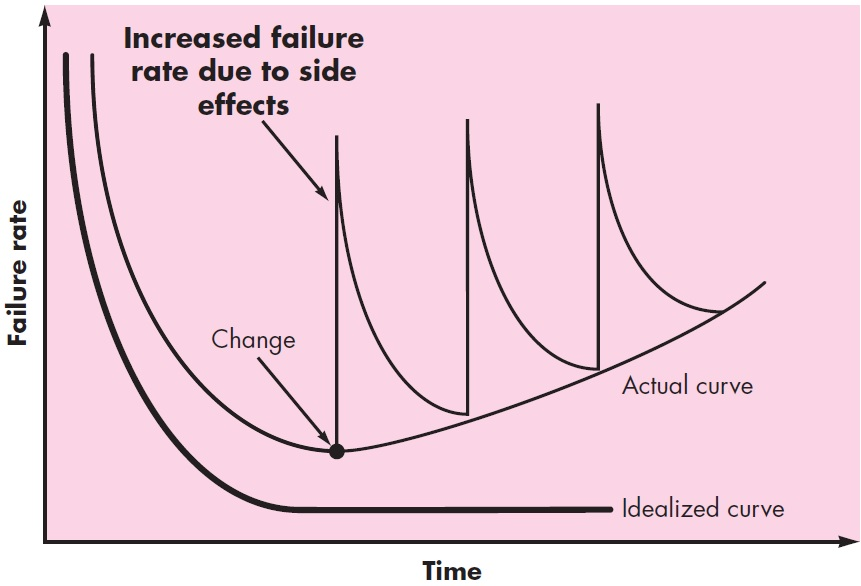 Increased failure
rate due to side
effects
Failure rate
Change
Actual curve
Idealized curve
Time